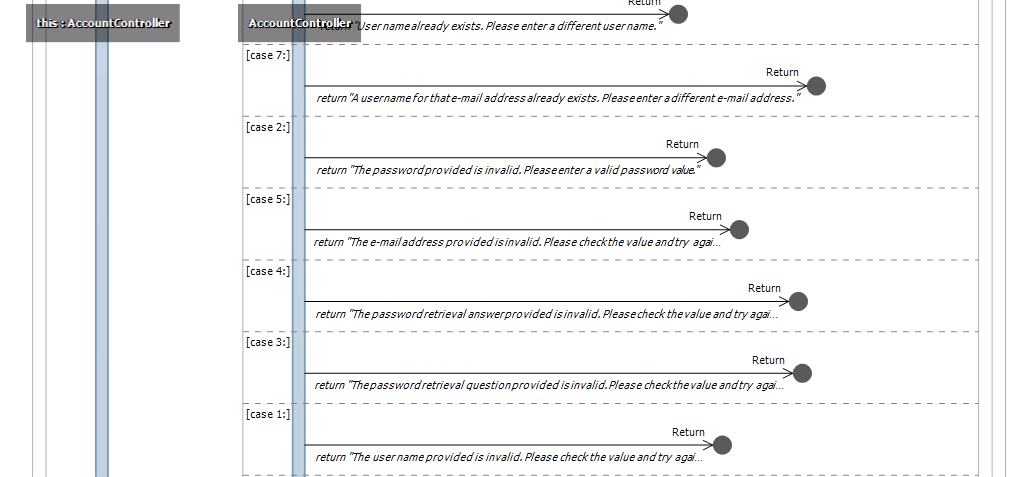 Return
this : AccountController
AccountController
return "User name already exists. Please enter a different user name."
[case 7:]
Return
return "A user name for that e-mail address already exists. Please enter a different e-mail address."
[case 2:]
Return
return "The password provided is invalid. Please enter a valid password value."
[case 5:]
Return
return "The e-mail address provided is invalid. Please check the value and try agai...
[case 4:]
Return
return "The password retrieval answer provided is invalid. Please check the value and try agai...
[case 3:]
Return
return "The password retrieval question provided is invalid. Please check the value and try agai...
[case 1:]
Return
return "The user name provided is invalid. Please check the value and try agai...